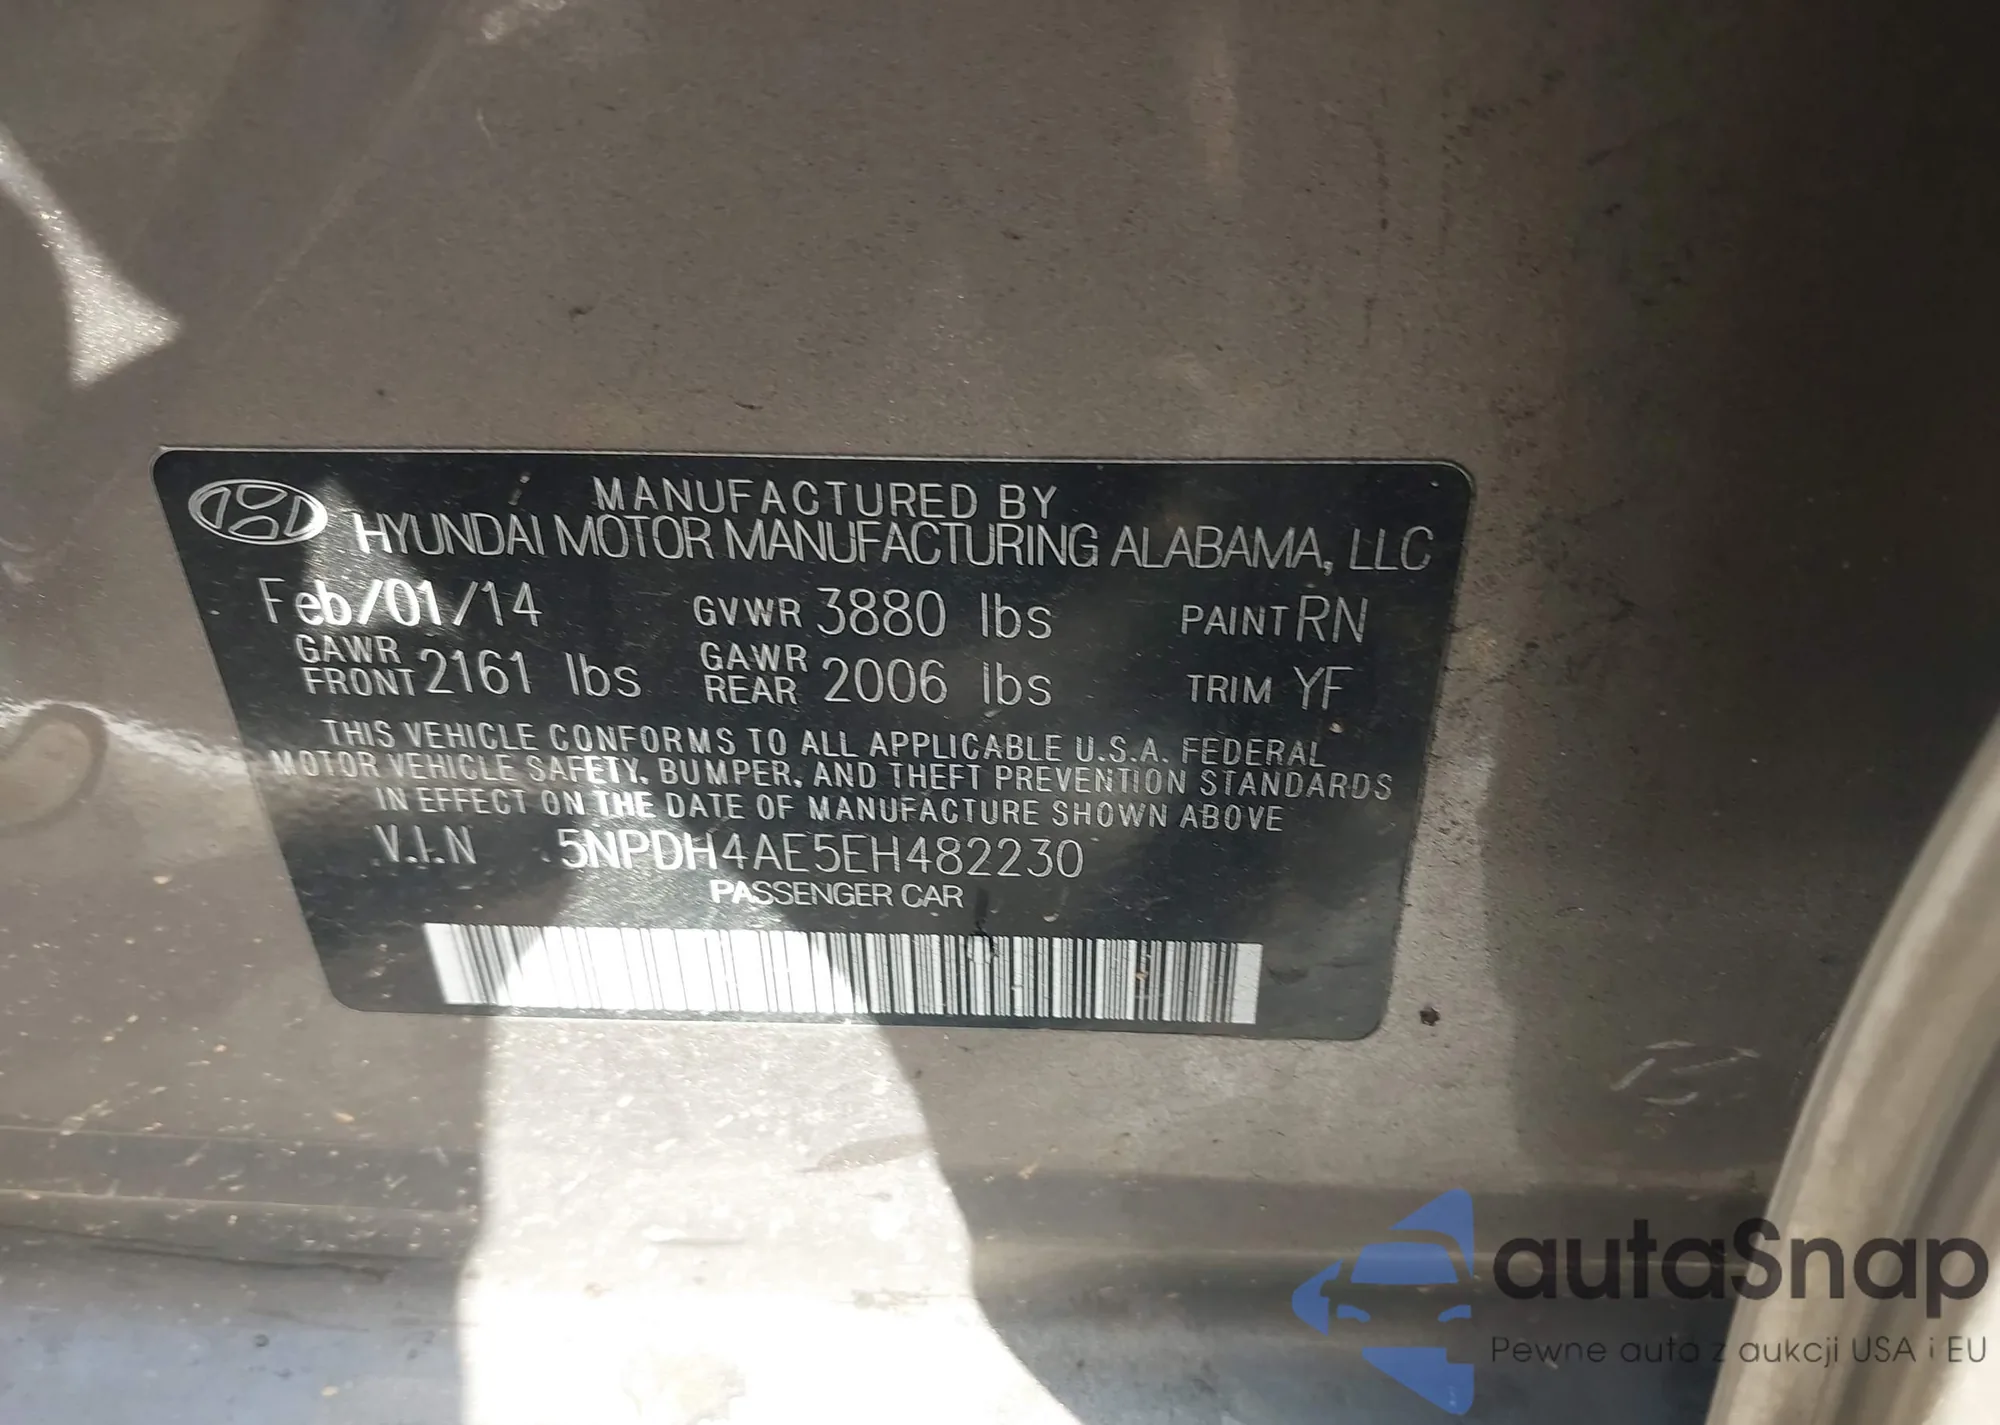 MANUFACTURED BY
HYUNDAI MOTOR MANUFACTURING ALABAMA, LLC
Feb/01/14 GVWR 3880 lbs PAINT RN
GAWR FRONT 2161 lbs GAWR REAR 2006 lbs TRIM YF
THIS VEHICLE CONFORMS TO ALL APPLICABLE U.S.A. FEDERAL
MOTOR VEHICLE SAFETY, BUMPER, AND THEFT PREVENTION STANDARDS
IN EFFECT ON THE DATE OF MANUFACTURE SHOWN ABOVE
V.I.N 5NPDH4AE5EH482230
PASSENGER CAR
autaSnap
Pewne auta z aukcji USA i EU